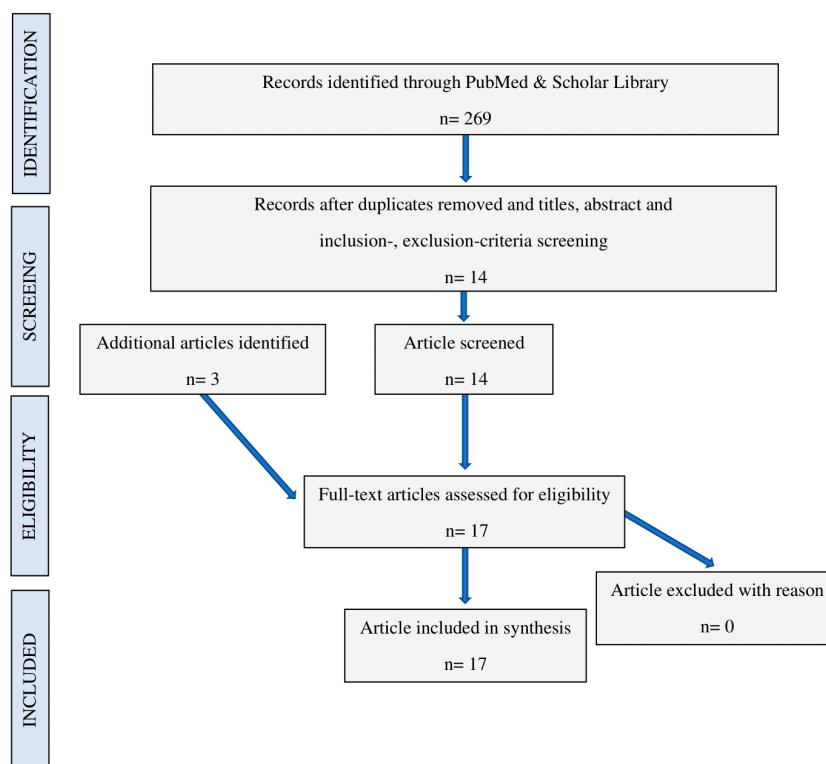 IDENTIFICATION
Records identified through PubMed & Scholar Library
n= 269
Records after duplicates removed and titles, abstract and
inclusion-, exclusion-criteria screening
n= 14
SCREEING
Additional articles identified
n= 3
Article screened
n= 14
ELIGIBILITY
Full-text articles assessed for eligibility
n= 17
Article excluded with reason
n= 0
INCLUDED
Article included in synthesis
n= 17